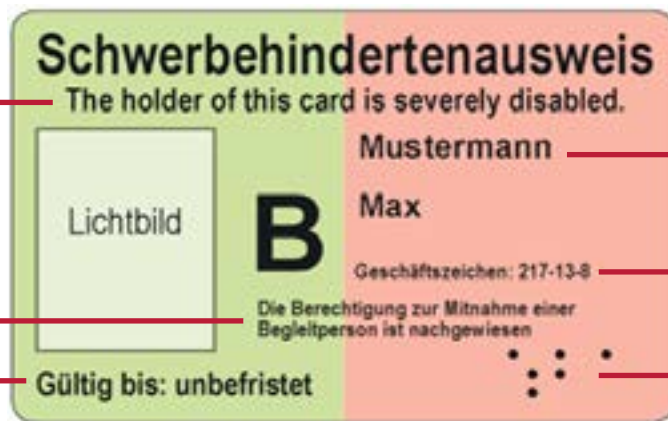 Schwerbehindertenausweis
The holder of this card is severely disabled.
Lichtbild
B
Mustermann
Max
Geschäftszeichen: 217-13-8
Die Berechtigung zur Mitnahme einer
Begleitperson ist nachgewiesen
Gültig bis: unbefristet